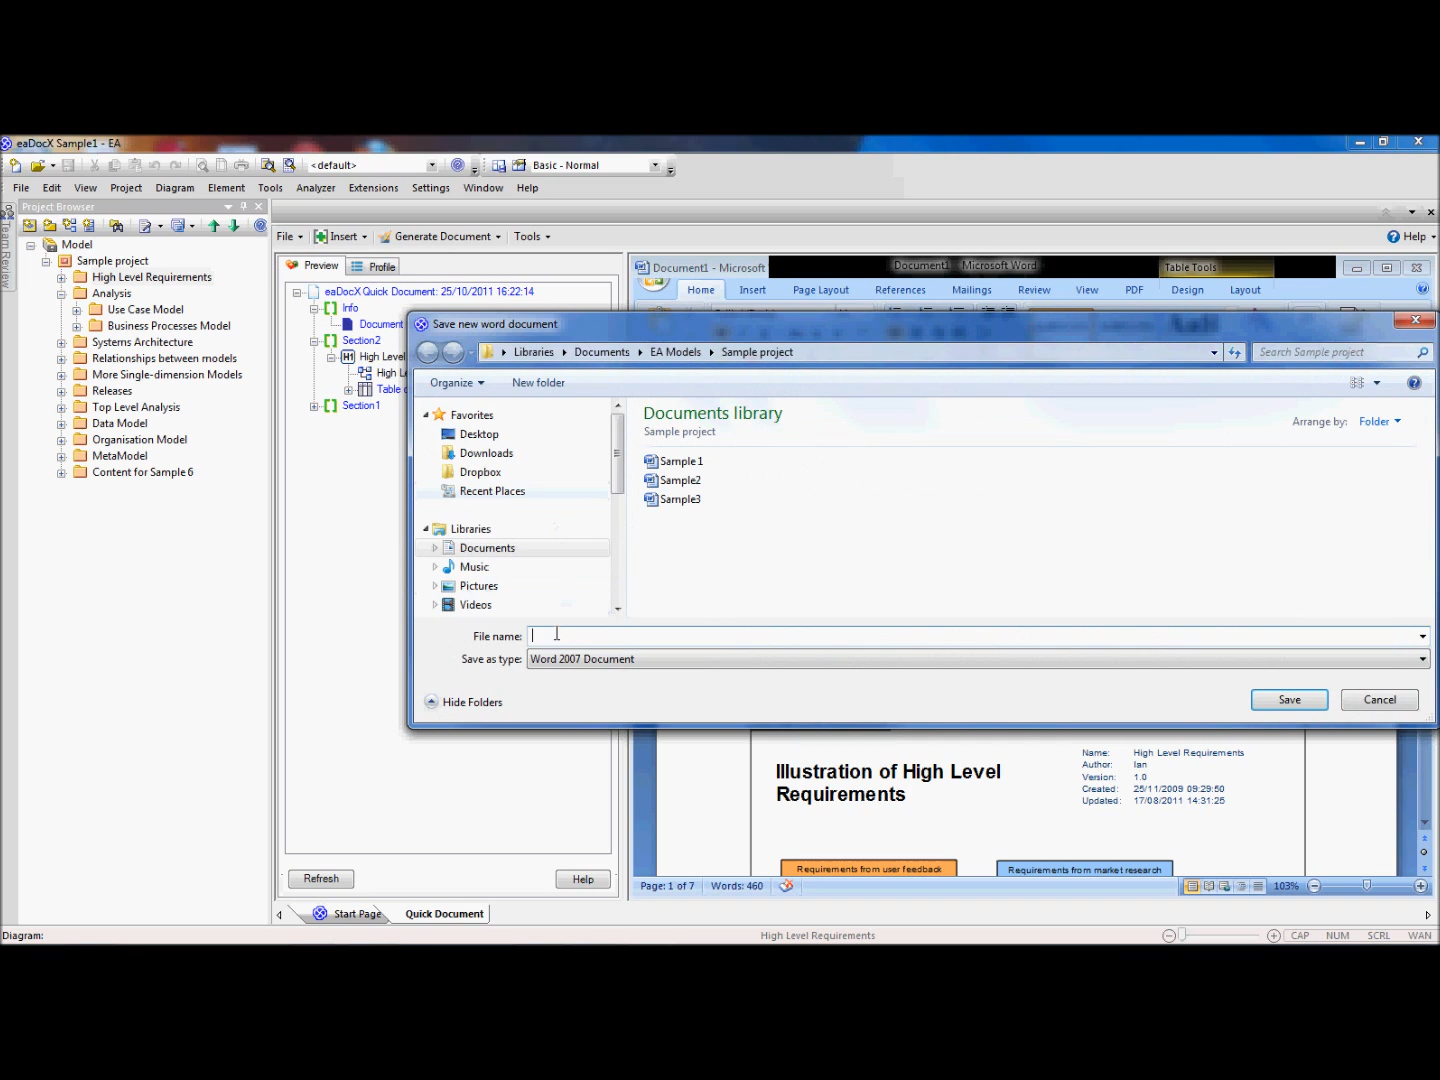 eaDocX Sample1 - EA
<default>
Basic - Normal
File Edit View Project Diagram Element Tools Analyzer Extensions Settings Window Help
Project Browser
Team Review
Model
Sample project
High Level Requirements
Analysis
Use Case Model
Business Processes Model
Systems Architecture
Relationships between models
More Single-dimension Models
Releases
Top Level Analysis
Data Model
Organisation Model
MetaModel
Content for Sample 6
File Insert Generate Document Tools Help
Preview Profile
eaDocX Quick Document: 25/10/2011 16:22:14
Info
Document
Section2
High Level
High Le
Table o
Section1
Refresh Help
Document1 - Microsoft
Document1 Microsoft Word
Table Tools
Home Insert Page Layout References Mailings Review View PDF Design Layout
Save new word document
Libraries Documents EA Models Sample project
Search Sample project
Organize New folder
Favorites
Desktop
Downloads
Dropbox
Recent Places
Libraries
Documents
Music
Pictures
Videos
Documents library
Sample project
Arrange by: Folder
Sample1
Sample2
Sample3
File name:
Save as type: Word 2007 Document
Hide Folders
Save Cancel
Illustration of High Level
Requirements
Name: High Level Requirements
Author: Ian
Version: 1.0
Created: 25/11/2009 09:29:50
Updated: 17/08/2011 14:31:25
Requirements from user feedback
Requirements from market research
Page: 1 of 7 Words: 460
103%
Start Page Quick Document
Diagram:
High Level Requirements
CAP NUM SCRL WAN